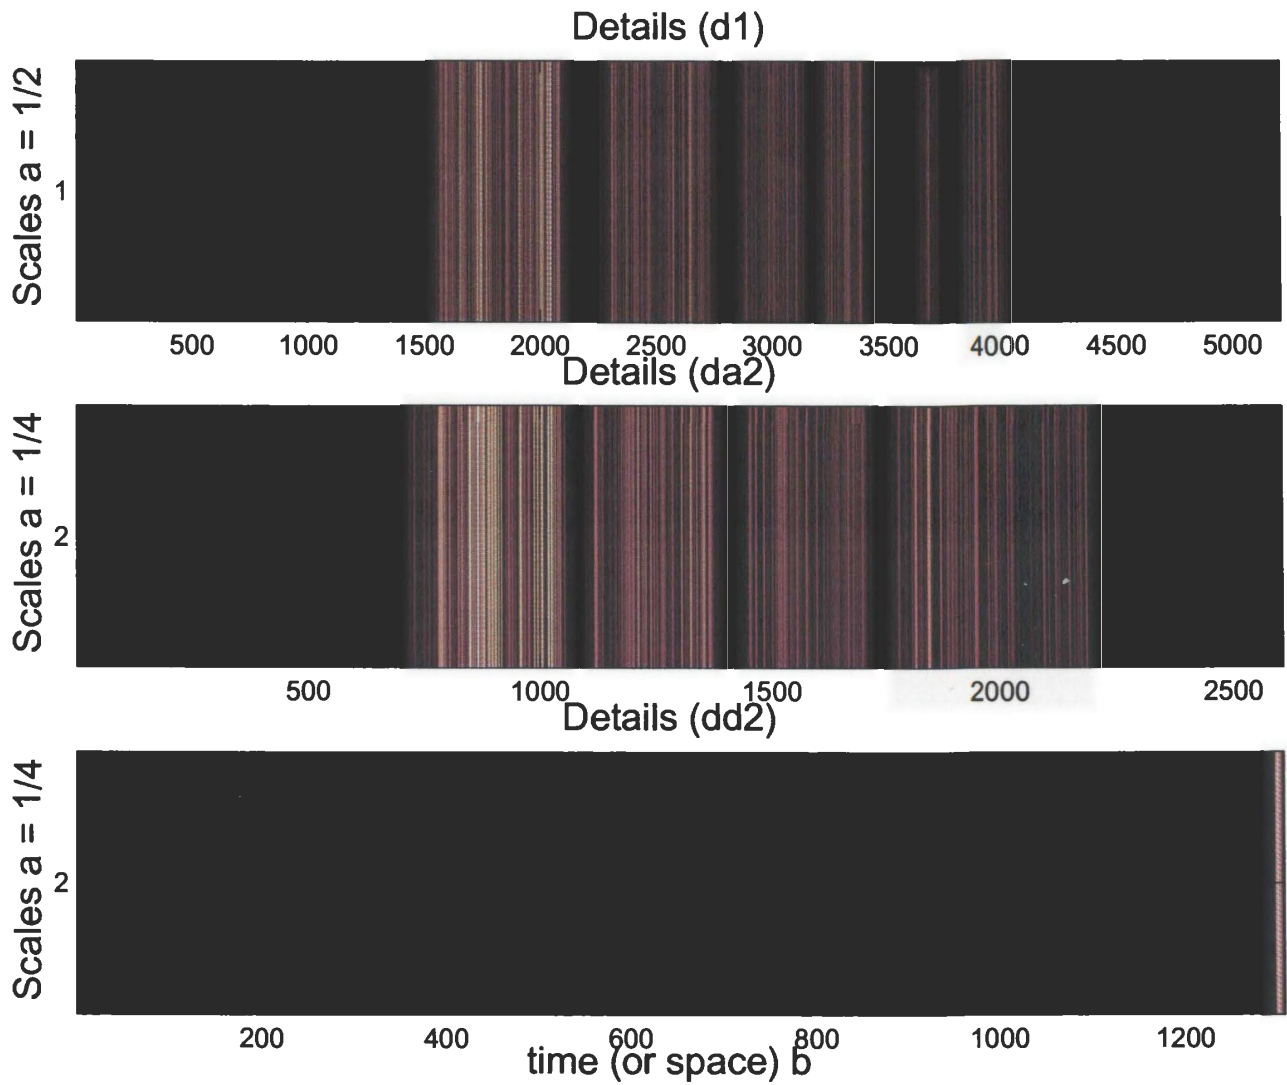 Details (d1)
Scales a = 1/2
1
500 1000 1500 2000 2500 3000 3500 4000 4500 5000
Details (da2)
Scales a = 1/4
2
500 1000 1500 2000 2500
Details (dd2)
Scales a = 1/4
2
200 400 600 800 1000 1200
time (or space) b